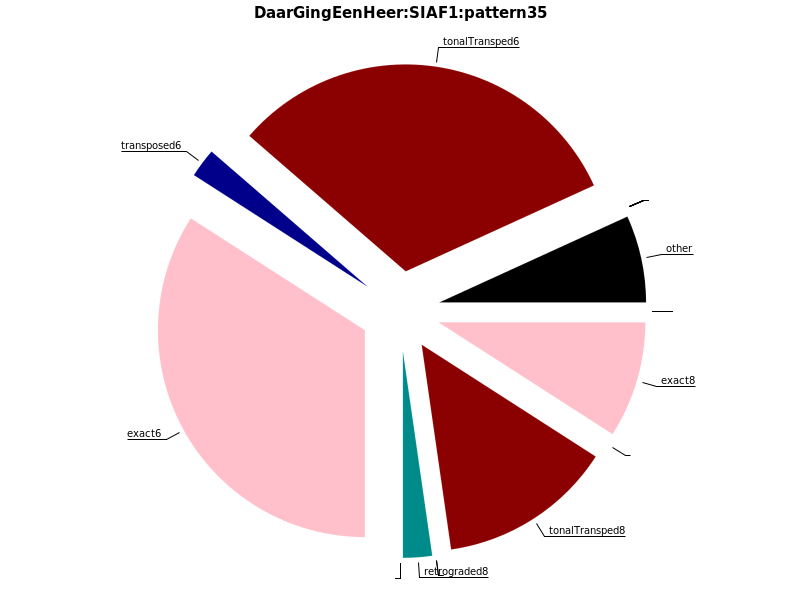 DaarGingEenHeer:SIAF1:pattern35
tonalTransped6
transposed6
other
exact8
exact6
tonalTransped8
retrograded8